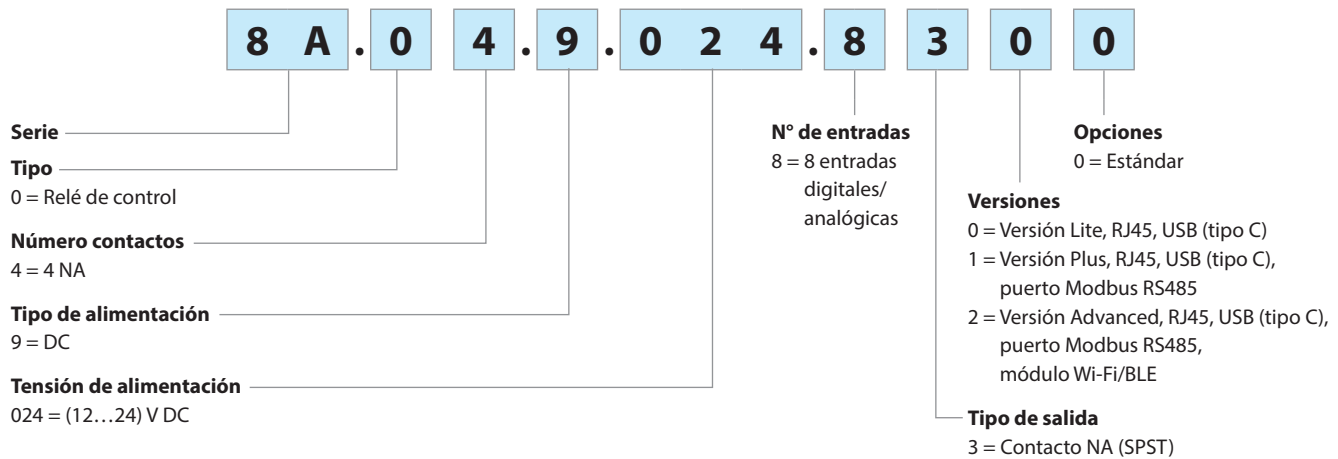 8 A . 0 4 . 9 . 0 2 4 . 8 3 0 0
Serie
Tipo
0 = Relé de control
Número contactos
4 = 4 NA
Tipo de alimentación
9 = DC
Tensión de alimentación
024 = (12…24) V DC
N° de entradas
8 = 8 entradas
digitales/
analógicas
Opciones
0 = Estándar
Versiones
0 = Versión Lite, RJ45, USB (tipo C)
1 = Versión Plus, RJ45, USB (tipo C),
puerto Modbus RS485
2 = Versión Advanced, RJ45, USB (tipo C),
puerto Modbus RS485,
módulo Wi-Fi/BLE
Tipo de salida
3 = Contacto NA (SPST)